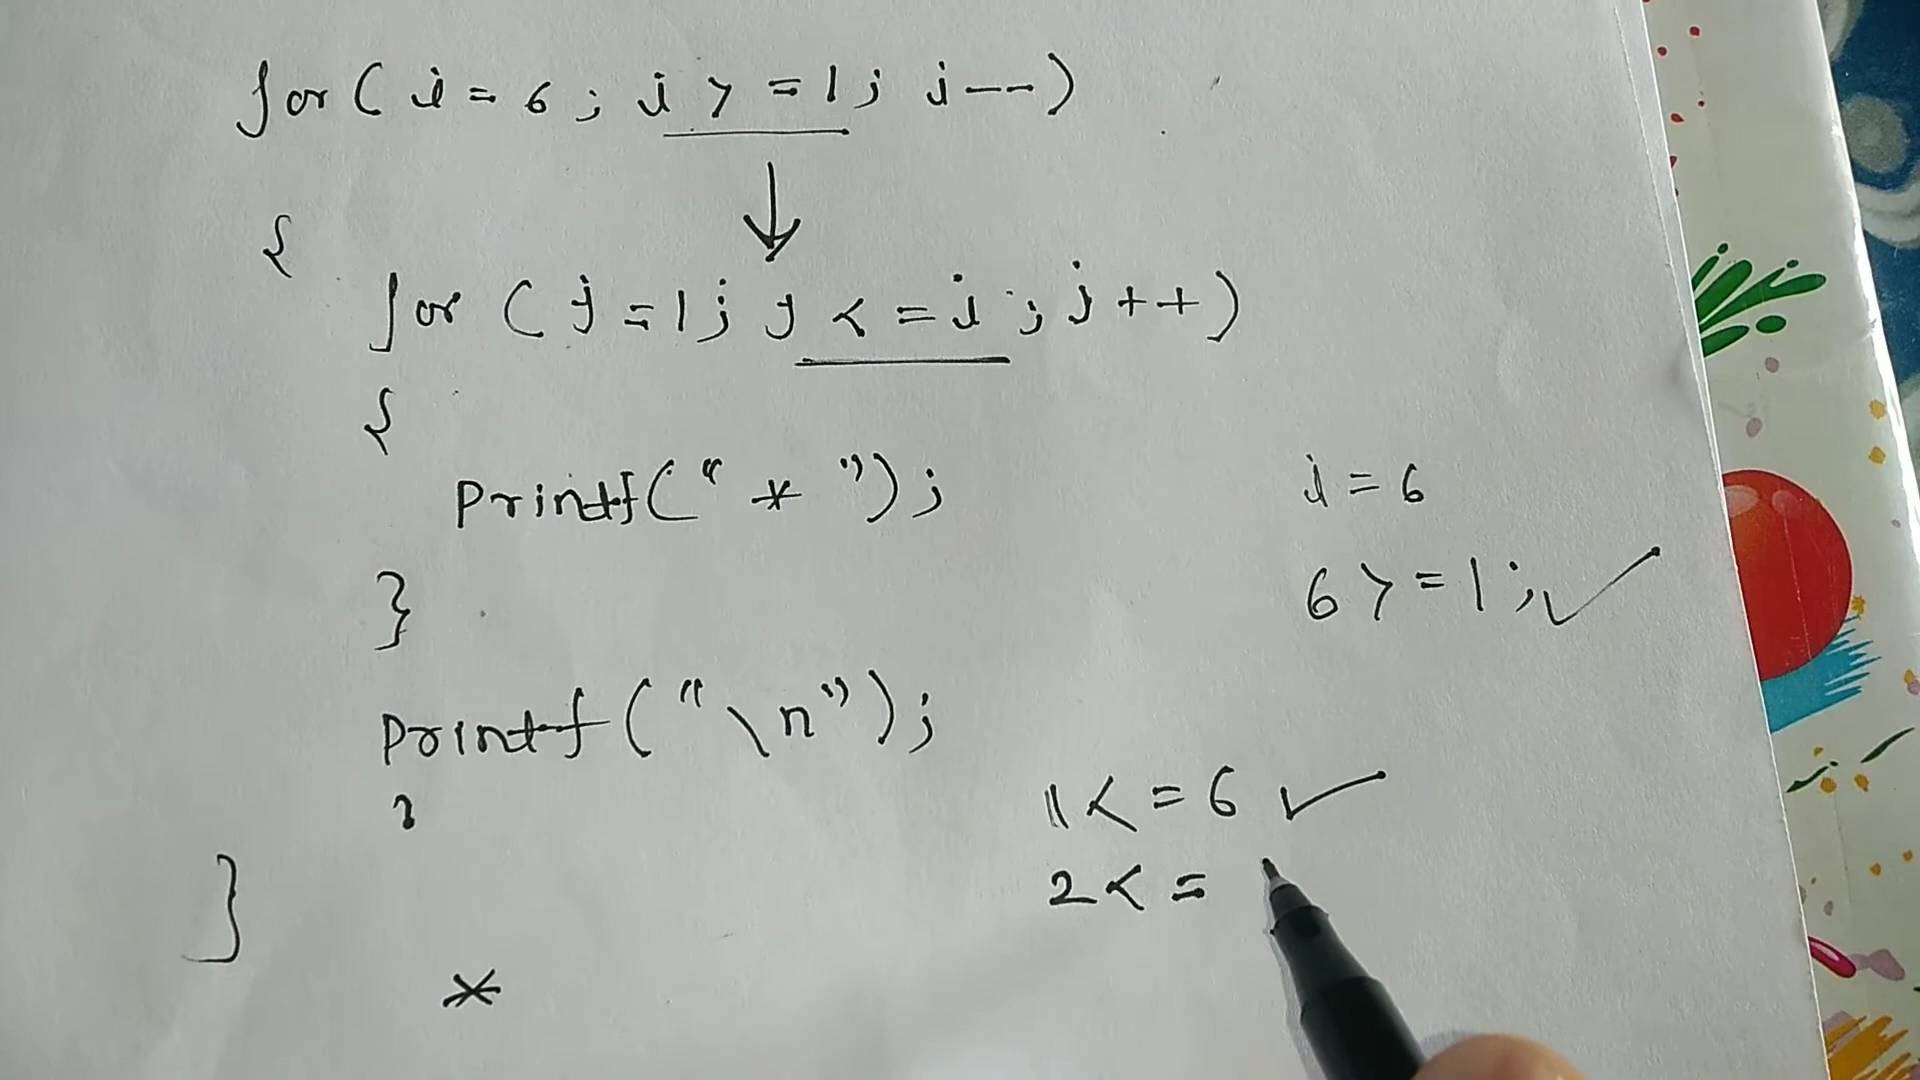 for ( i = 6 ; i > = 1 ; i -- )
{
for ( j = 1 ; j < = i ; j + + )
{
Printf ( " * " ) ;
}
Printf ( " \n " ) ;
}
}
*
i = 6
6 > = 1 ; ✓
1 < = 6 ✓
2 < =